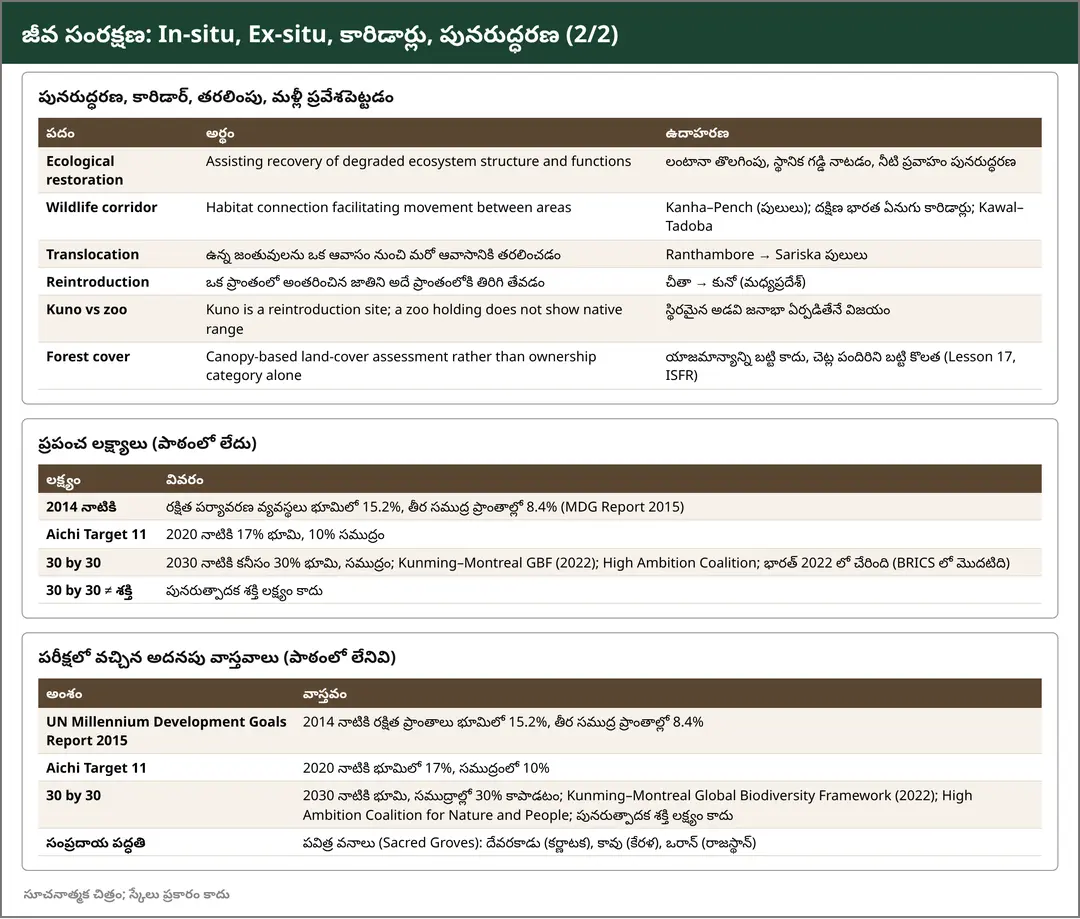 జీవ సంరక్షణ: In-situ, Ex-situ, కారిడార్లు, పునరుద్ధరణ (2/2)
పునరుద్ధరణ, కారిడార్, తరలింపు, మళ్లీ ప్రవేశపెట్టడం
పదం అర్థం ఉదాహరణ
Ecological restoration Assisting recovery of degraded ecosystem structure and functions లంటానా తొలగింపు, స్థానిక గడ్డి నాటడం, నీటి ప్రవాహం పునరుద్ధరణ
Wildlife corridor Habitat connection facilitating movement between areas Kanha–Pench (పులులు); దక్షిణ భారత ఏనుగు కారిడార్లు; Kawal–Tadoba
Translocation ఉన్న జంతువులను ఒక ఆవాసం నుంచి మరో ఆవాసానికి తరలించడం Ranthambore → Sariska పులులు
Reintroduction ఒక ప్రాంతంలో అంతరించిన జాతిని అదే ప్రాంతంలోకి తిరిగి తేవడం చీతా → కునో (మధ్యప్రదేశ్)
Kuno vs zoo Kuno is a reintroduction site; a zoo holding does not show native range స్థిరమైన అడవి జనాభా ఏర్పడితేనే విజయం
Forest cover Canopy-based land-cover assessment rather than ownership category alone యాజమాన్యాన్ని బట్టి కాదు, చెట్ల పందిరిని బట్టి కొలత (Lesson 17, ISFR)
ప్రపంచ లక్ష్యాలు (పాఠంలో లేదు)
లక్ష్యం వివరం
2014 నాటికి రక్షిత పర్యావరణ వ్యవస్థలు భూమిలో 15.2%, తీర సముద్ర ప్రాంతాల్లో 8.4% (MDG Report 2015)
Aichi Target 11 2020 నాటికి 17% భూమి, 10% సముద్రం
30 by 30 2030 నాటికి కనీసం 30% భూమి, సముద్రం; Kunming–Montreal GBF (2022); High Ambition Coalition; భారత్ 2022 లో చేరింది (BRICS లో మొదటిది)
30 by 30 ≠ శక్తి పునరుత్పాదక శక్తి లక్ష్యం కాదు
పరీక్షలో వచ్చిన అదనపు వాస్తవాలు (పాఠంలో లేనివి)
అంశం వాస్తవం
UN Millennium Development Goals Report 2015 2014 నాటికి రక్షిత ప్రాంతాలు భూమిలో 15.2%, తీర సముద్ర ప్రాంతాల్లో 8.4%
Aichi Target 11 2020 నాటికి భూమిలో 17%, సముద్రంలో 10%
30 by 30 2030 నాటికి భూమి, సముద్రాల్లో 30% కాపాడటం; Kunming–Montreal Global Biodiversity Framework (2022); High Ambition Coalition for Nature and People; పునరుత్పాదక శక్తి లక్ష్యం కాదు
సంప్రదాయ పద్ధతి పవిత్ర వనాలు (Sacred Groves): దేవరకాడు (కర్ణాటక), కావు (కేరళ), ఒరాన్ (రాజస్థాన్)
సూచనాత్మక చిత్రం; స్కేలు ప్రకారం కాదు